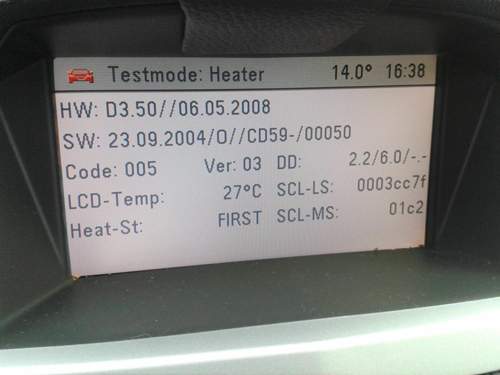 Testmode: Heater 14.0° 16:38
HW: D3.50//06.05.2008
SW: 23.09.2004/0//CD59-/00050
Code: 005 Ver: 03 DD: 2.2/6.0/-.-
LCD-Temp: 27°C SCL-LS: 0003cc7f
Heat-St: FIRST SCL-MS: 01c2